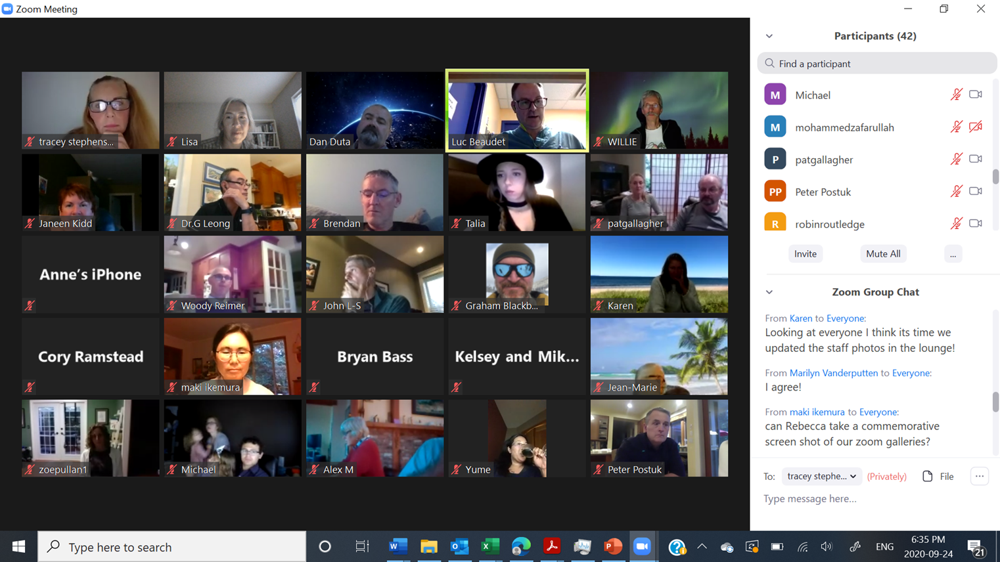 Zoom Meeting
Participants (42)
Find a participant
M Michael
M mohammedzafarullah
P patgallagher
PP Peter Postuk
R robinroutledge
Invite
Mute All
...
Zoom Group Chat
From Karen to Everyone:
Looking at everyone I think its time we
updated the staff photos in the lounge!
From Marilyn Vanderputten to Everyone:
I agree!
From maki ikemura to Everyone:
can Rebecca take a commemorative
screen shot of our zoom galleries?
To: tracey stephe... (Privately) File ...
Type message here...
tracey stephens...
Lisa
Dan Duta
Luc Beaudet
WILLIE
Janeen Kidd
Dr.G Leong
Brendan
Talia
patgallagher
Anne's iPhone
Woody Reimer
John L-S
Graham Blackb...
Karen
Cory Ramstead
maki ikemura
Bryan Bass
Kelsey and Mik...
Jean-Marie
zoepullan1
Michael
Alex M
Yume
Peter Postuk
Type here to search
W
O
X
P
?
ENG
6:35 PM
2020-09-24
21